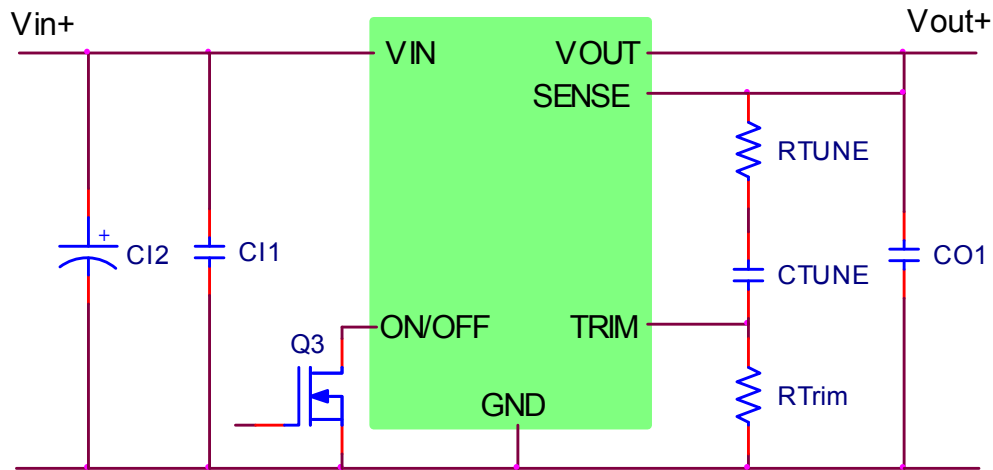 Vin+
Vout+
VIN
VOUT
SENSE
RTUNE
+
CI2
CI1
CTUNE
CO1
ON/OFF
TRIM
Q3
RTrim
GND